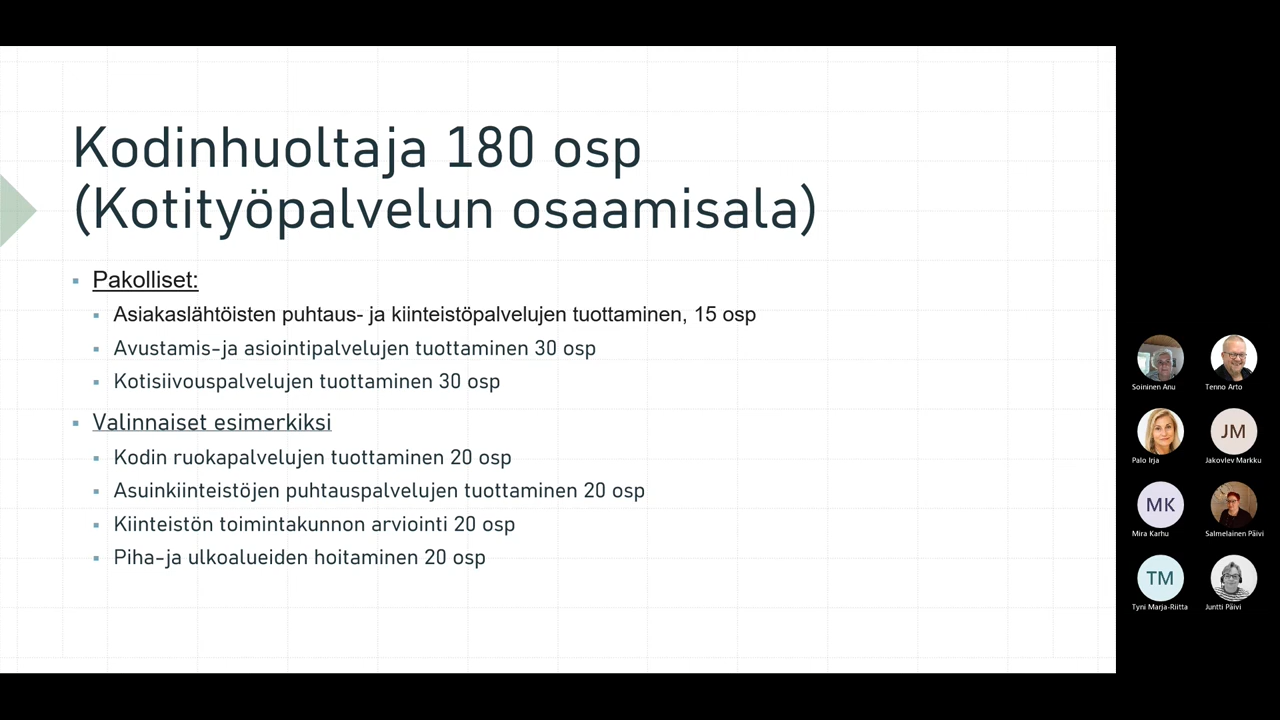 Kodinhuoltaja 180 osp
(Kotityöpalvelun osaamisala)
Pakolliset:
Asiakaslähtöisten puhtaus- ja kiinteistöpalvelujen tuottaminen, 15 osp
Avustamis-ja asiointipalvelujen tuottaminen 30 osp
Kotisiivouspalvelujen tuottaminen 30 osp
Valinnaiset esimerkiksi
Kodin ruokapalvelujen tuottaminen 20 osp
Asuinkiinteistöjen puhtauspalvelujen tuottaminen 20 osp
Kiinteistön toimintakunnon arviointi 20 osp
Piha-ja ulkoalueiden hoitaminen 20 osp
Soininen Anu
Tenno Arto
Palo Irja
JM
Jakovlev Markku
MK
Mira Karhu
Salmelainen Päivi
TM
Tyni Marja-Riitta
Juntti Päivi